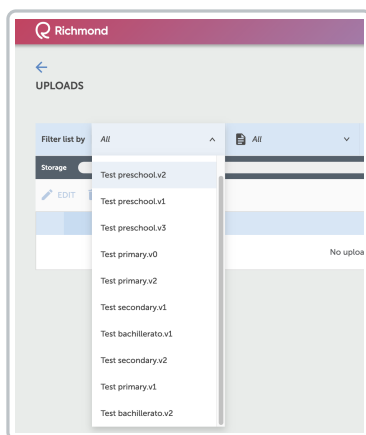 Richmond
UPLOADS
Filter list by All All
Storage
Test preschool.v2
EDIT
Test preschool.v1
Test preschool.v3
Test primary.v0
No uploa
Test primary.v2
Test secondary.v1
Test bachillerato.v1
Test secondary.v2
Test primary.v1
Test bachillerato.v2